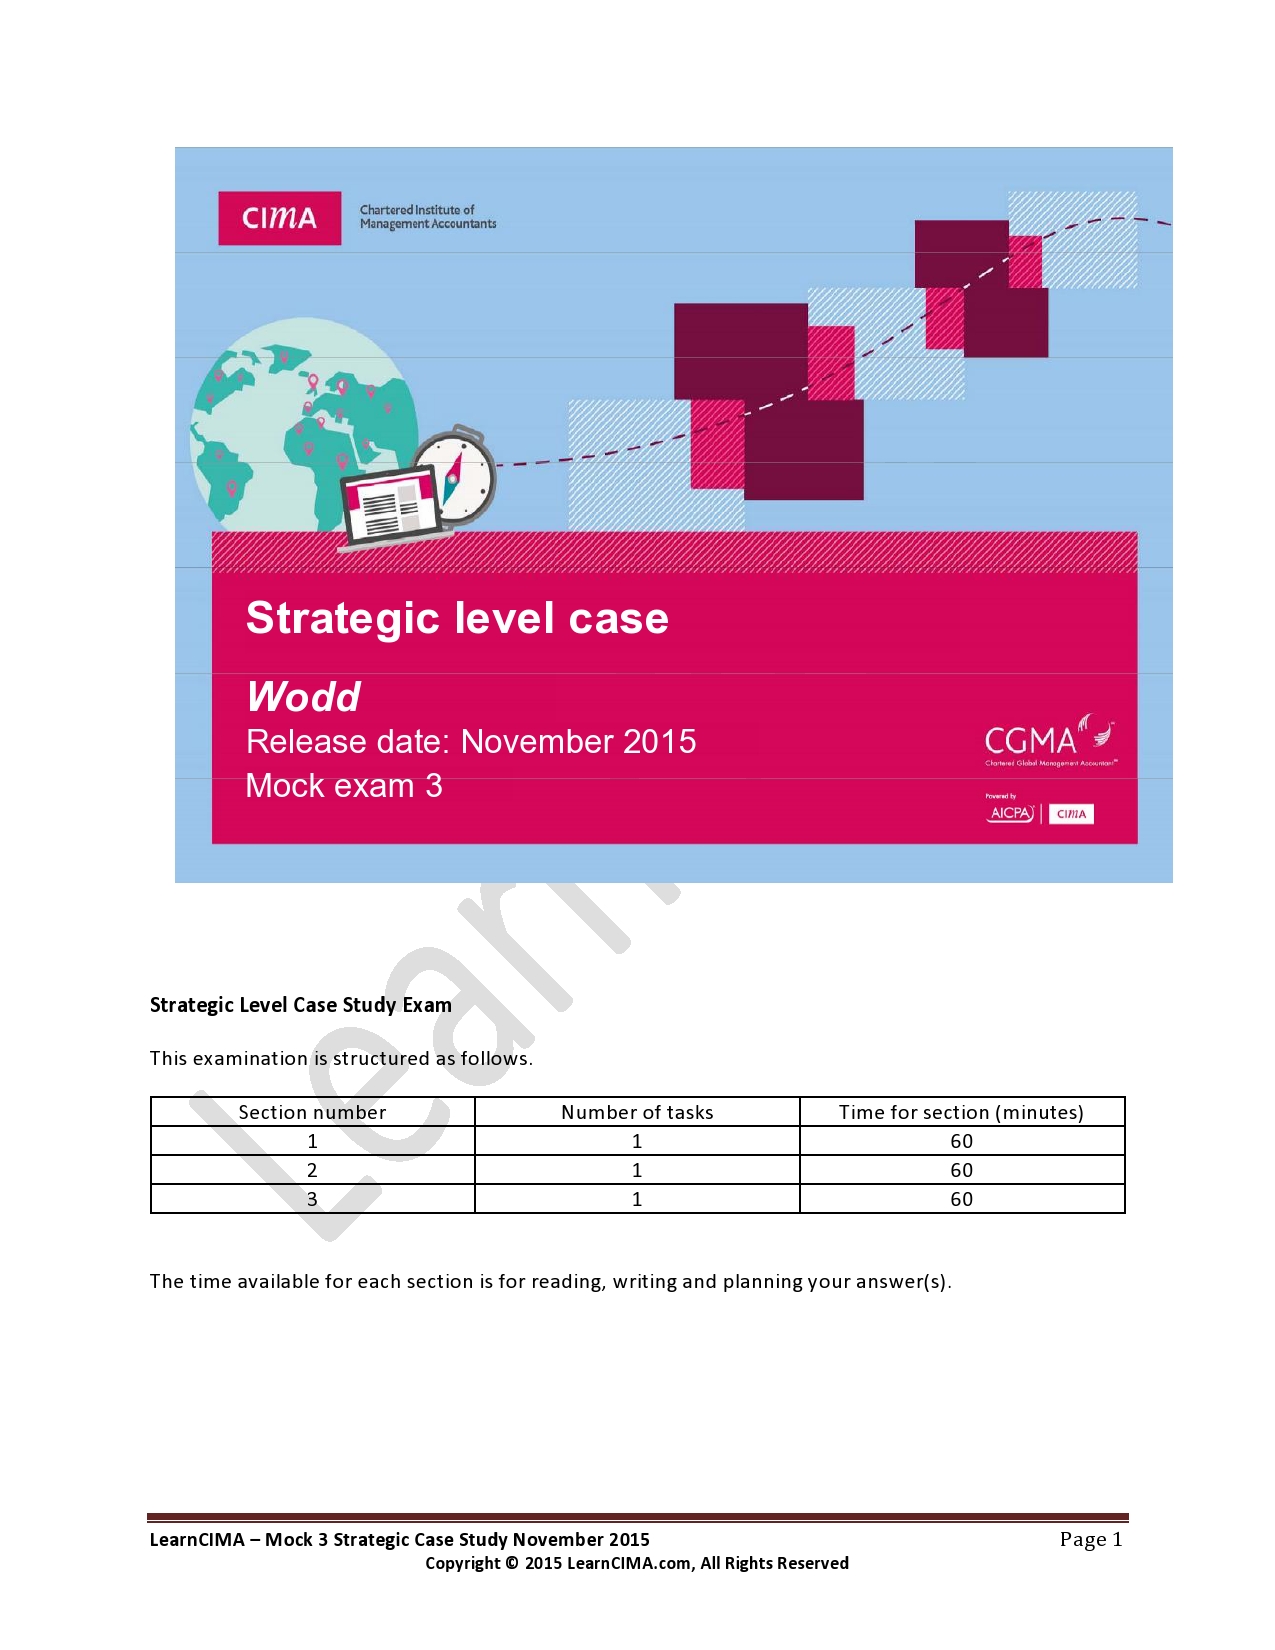 CIMA
Chartered Institute of
Management Accountants
Strategic level case
Wodd
Release date: November 2015
Mock exam 3
CGMA
Chartered Global Management Accountant
Powered by
AICPA | CIMA
Learn
Strategic Level Case Study Exam
This examination is structured as follows.
Section number Number of tasks Time for section (minutes)
1 1 60
2 1 60
3 1 60
The time available for each section is for reading, writing and planning your answer(s).
LearnCIMA – Mock 3 Strategic Case Study November 2015 Page 1
Copyright © 2015 LearnCIMA.com, All Rights Reserved